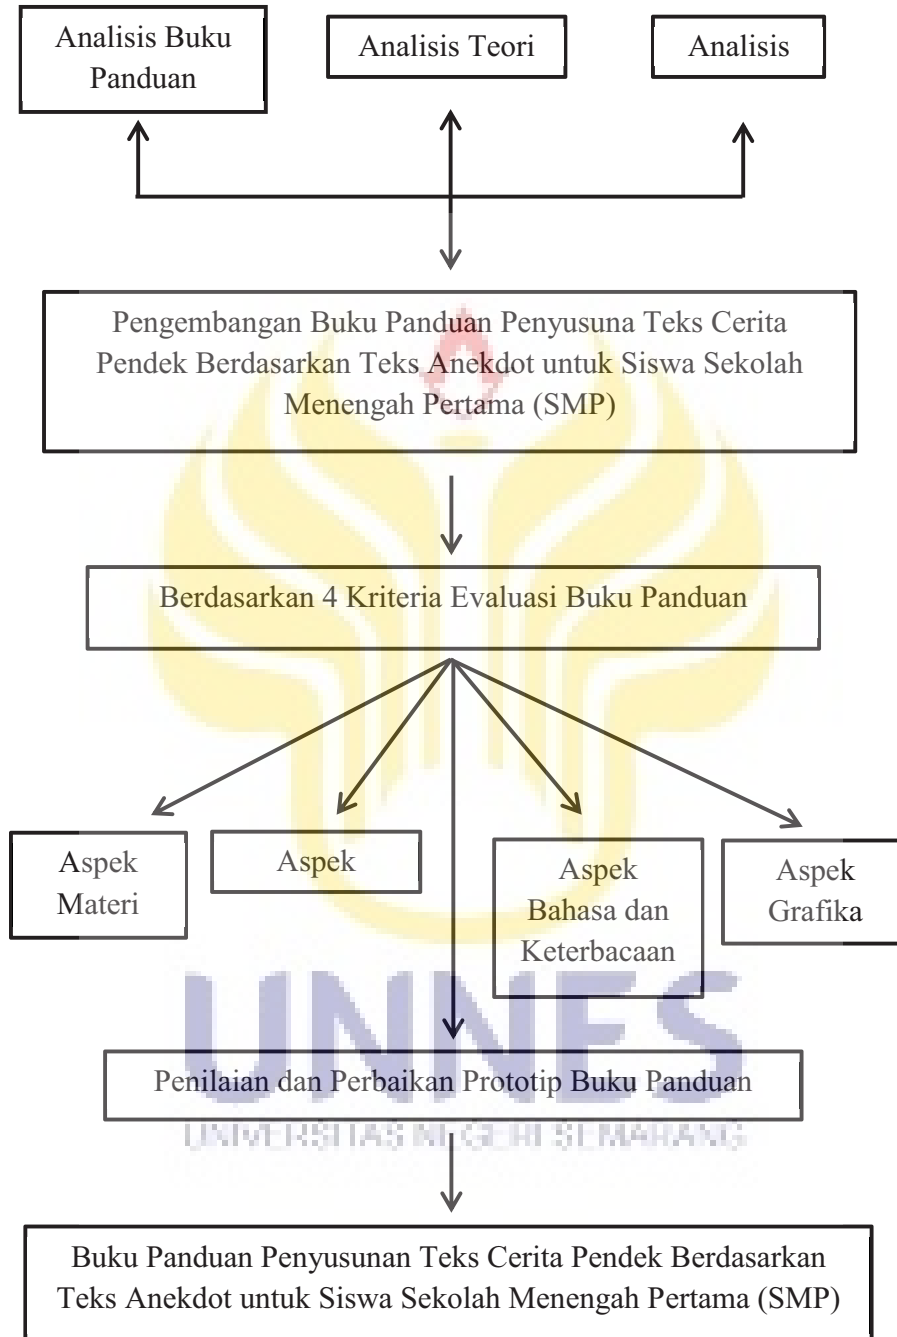 Analisis Buku
Panduan
Analisis Teori
Analisis
Pengembangan Buku Panduan Penyusuna Teks Cerita
Pendek Berdasarkan Teks Anekdot untuk Siswa Sekolah
Menengah Pertama (SMP)
Berdasarkan 4 Kriteria Evaluasi Buku Panduan
Aspek
Materi
Aspek
Aspek
Bahasa dan
Keterbacaan
Aspek
Grafika
UNNES
Penilaian dan Perbaikan Prototip Buku Panduan
UNIVERSITAS NEGERI SEMARANG
Buku Panduan Penyusunan Teks Cerita Pendek Berdasarkan
Teks Anekdot untuk Siswa Sekolah Menengah Pertama (SMP)